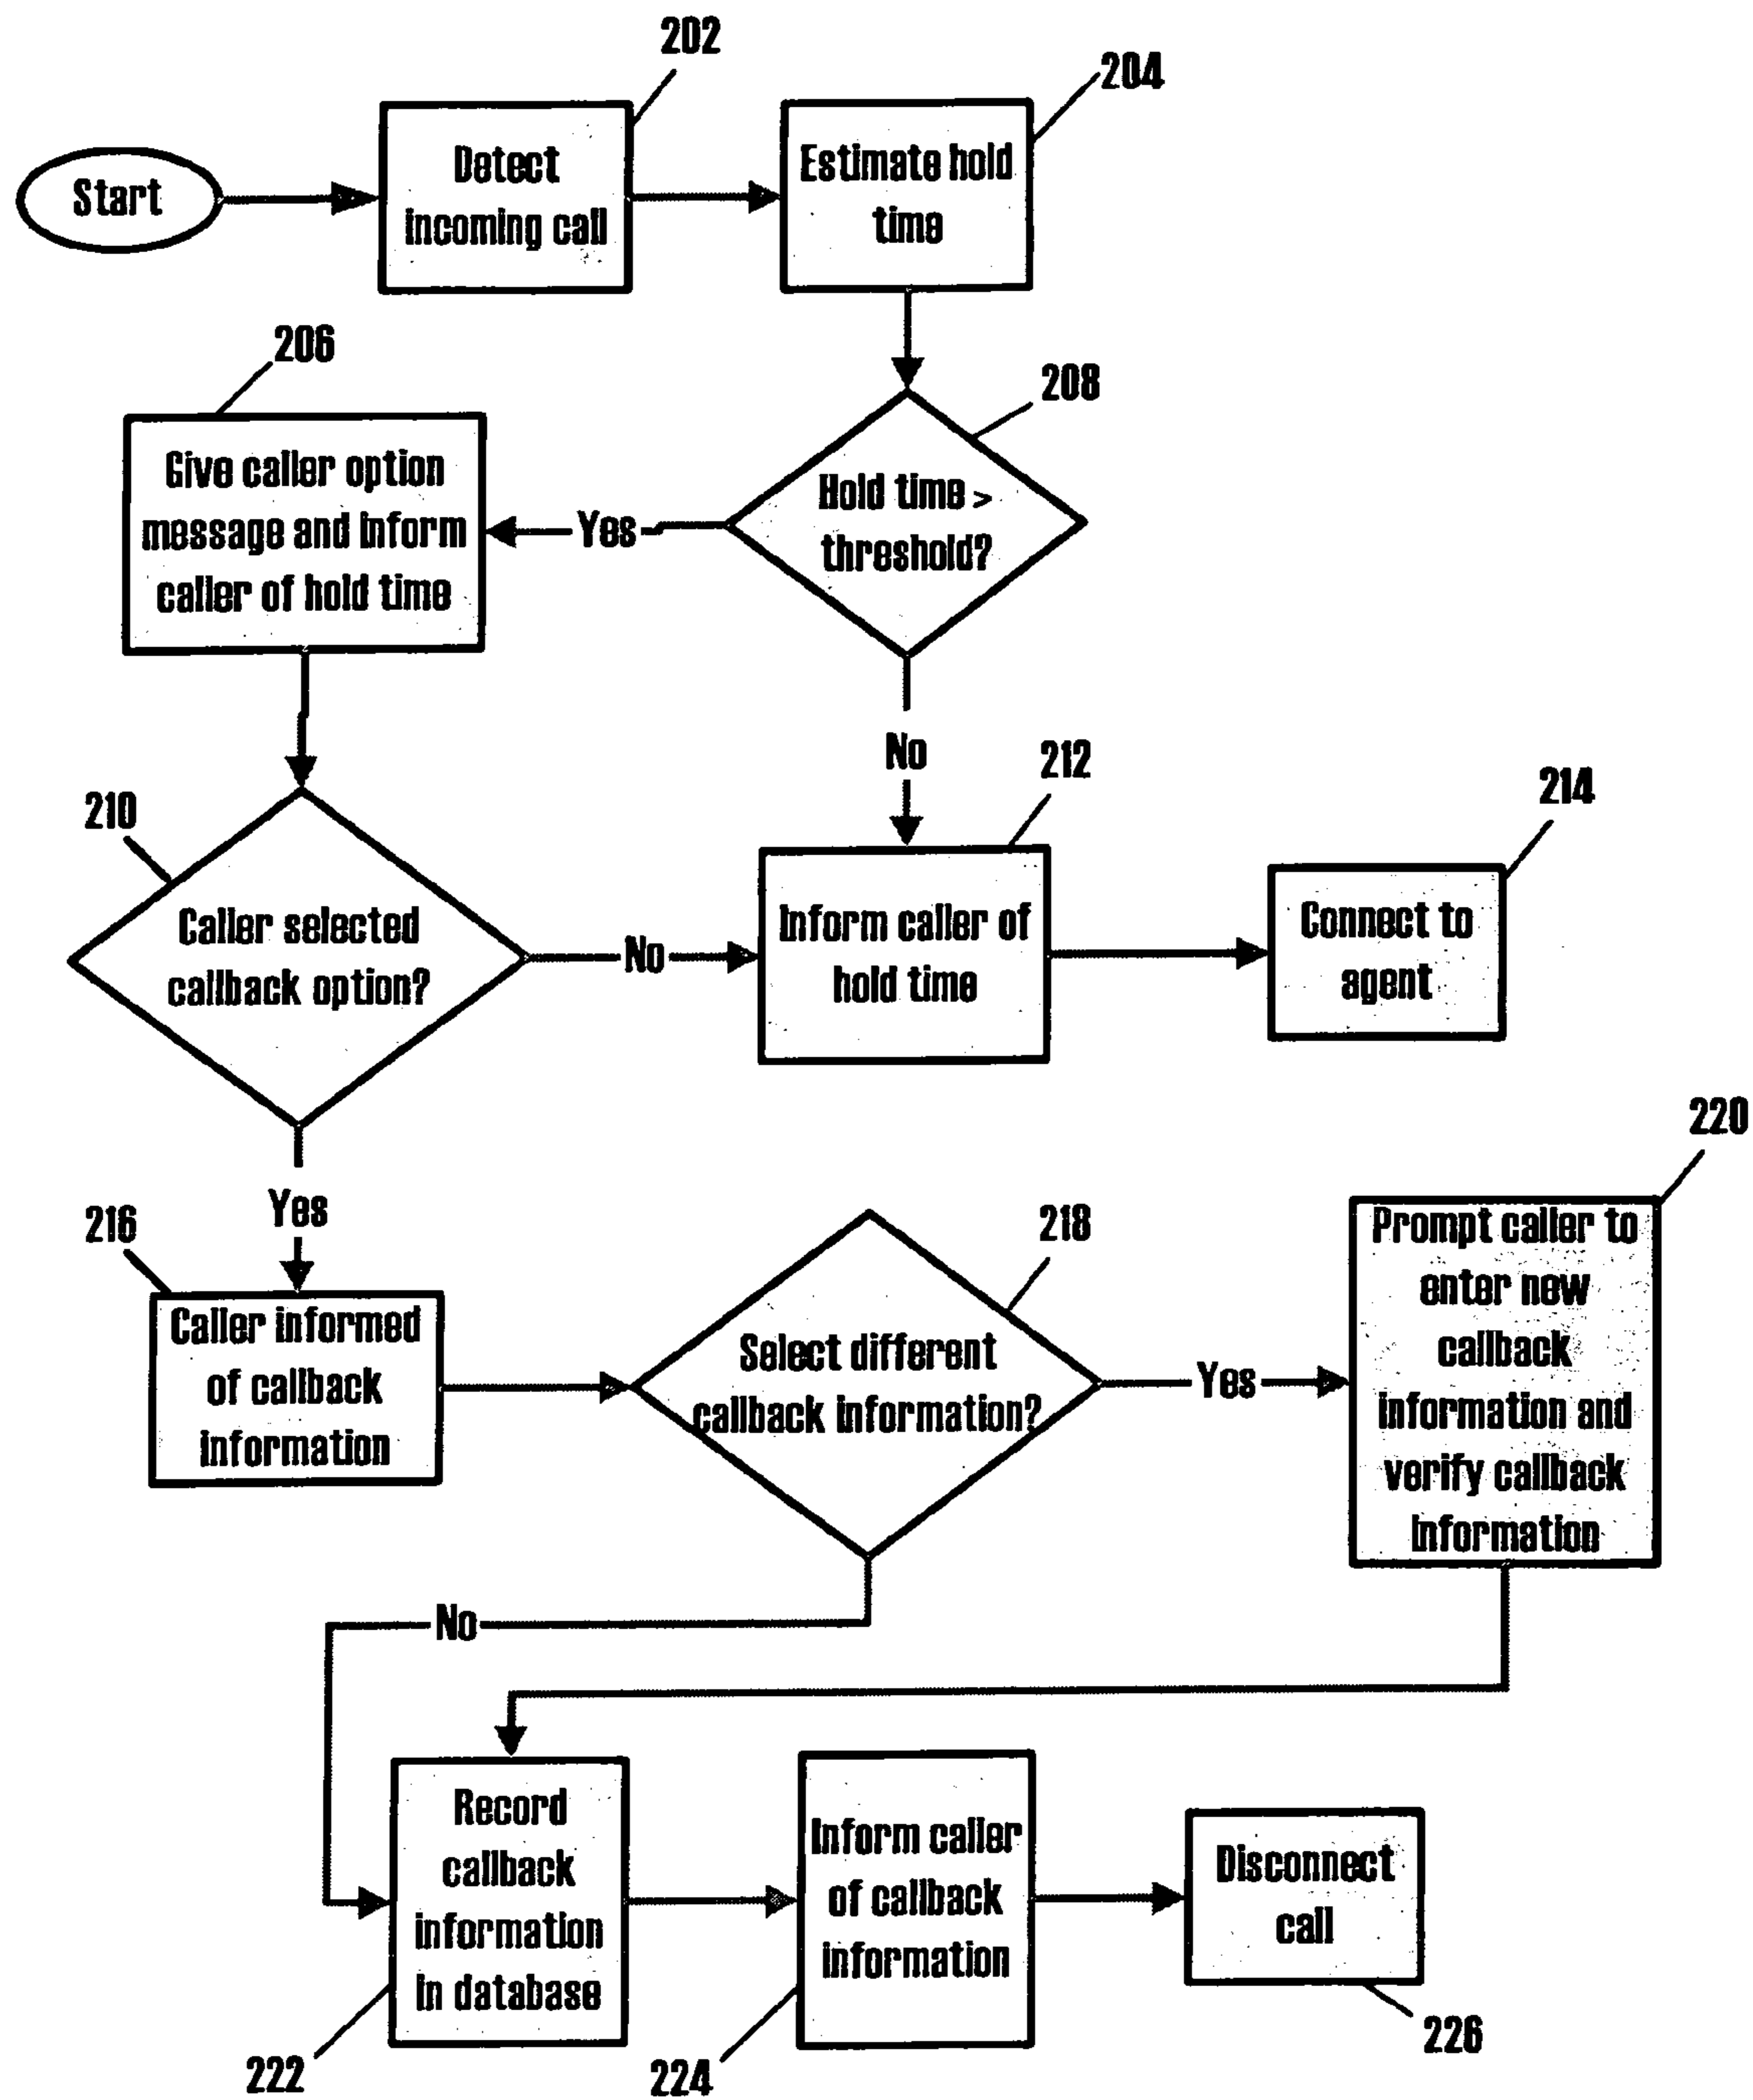 202
204
Start
Detect
incoming call
Estimate hold
time
206
208
Give caller option
message and inform
caller of hold time
Yes
Hold time >
threshold?
No
210
212
214
Caller selected
callback option?
No
Inform caller of
hold time
Connect to
agent
Yes
216
218
220
Caller informed
of callback
information
Select different
callback information?
Yes
Prompt caller to
enter new
callback
information and
verify callback
information
No
Record
callback
information
in database
Inform caller
of callback
information
Disconnect
call
222
224
226